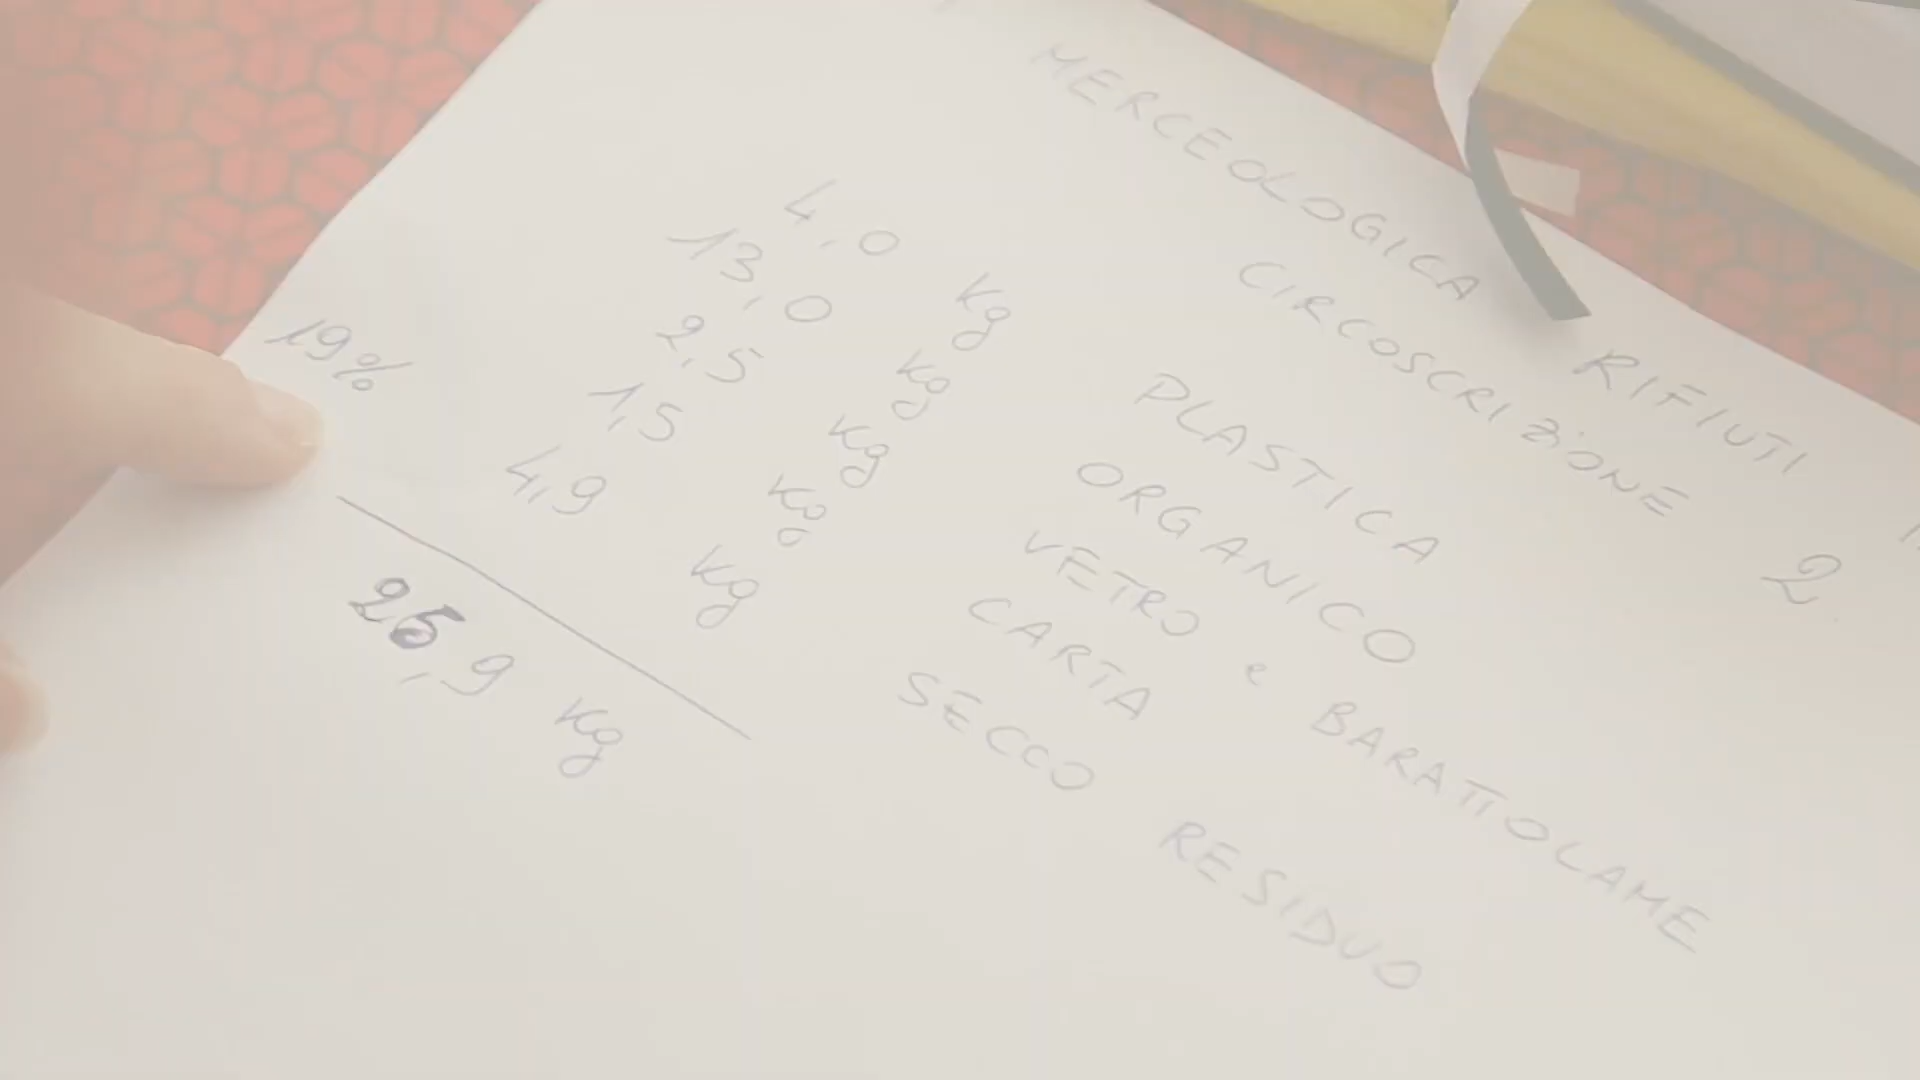 MERCEOLOGICA RIFIUTI
CIRCOSCRIZIONE 2
4,0 kg PLASTICA
13,0 kg ORGANICO
2,5 kg VETRO e BARATTOLAME
1,5 kg CARTA
19% 4,9 kg SECCO RESIDUO
25,9 kg